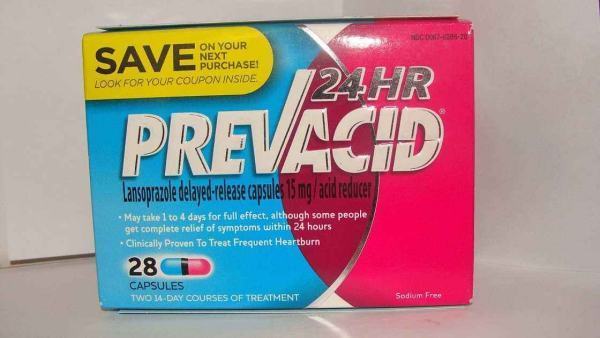 SAVE ON YOUR NEXT PURCHASE!
LOOK FOR YOUR COUPON INSIDE.
24HR
PREVACID®
Lansoprazole delayed-release capsules 15 mg / acid reducer
• May take 1 to 4 days for full effect, although some people
get complete relief of symptoms within 24 hours
• Clinically Proven To Treat Frequent Heartburn
28
CAPSULES
TWO 14-DAY COURSES OF TREATMENT
Sodium Free